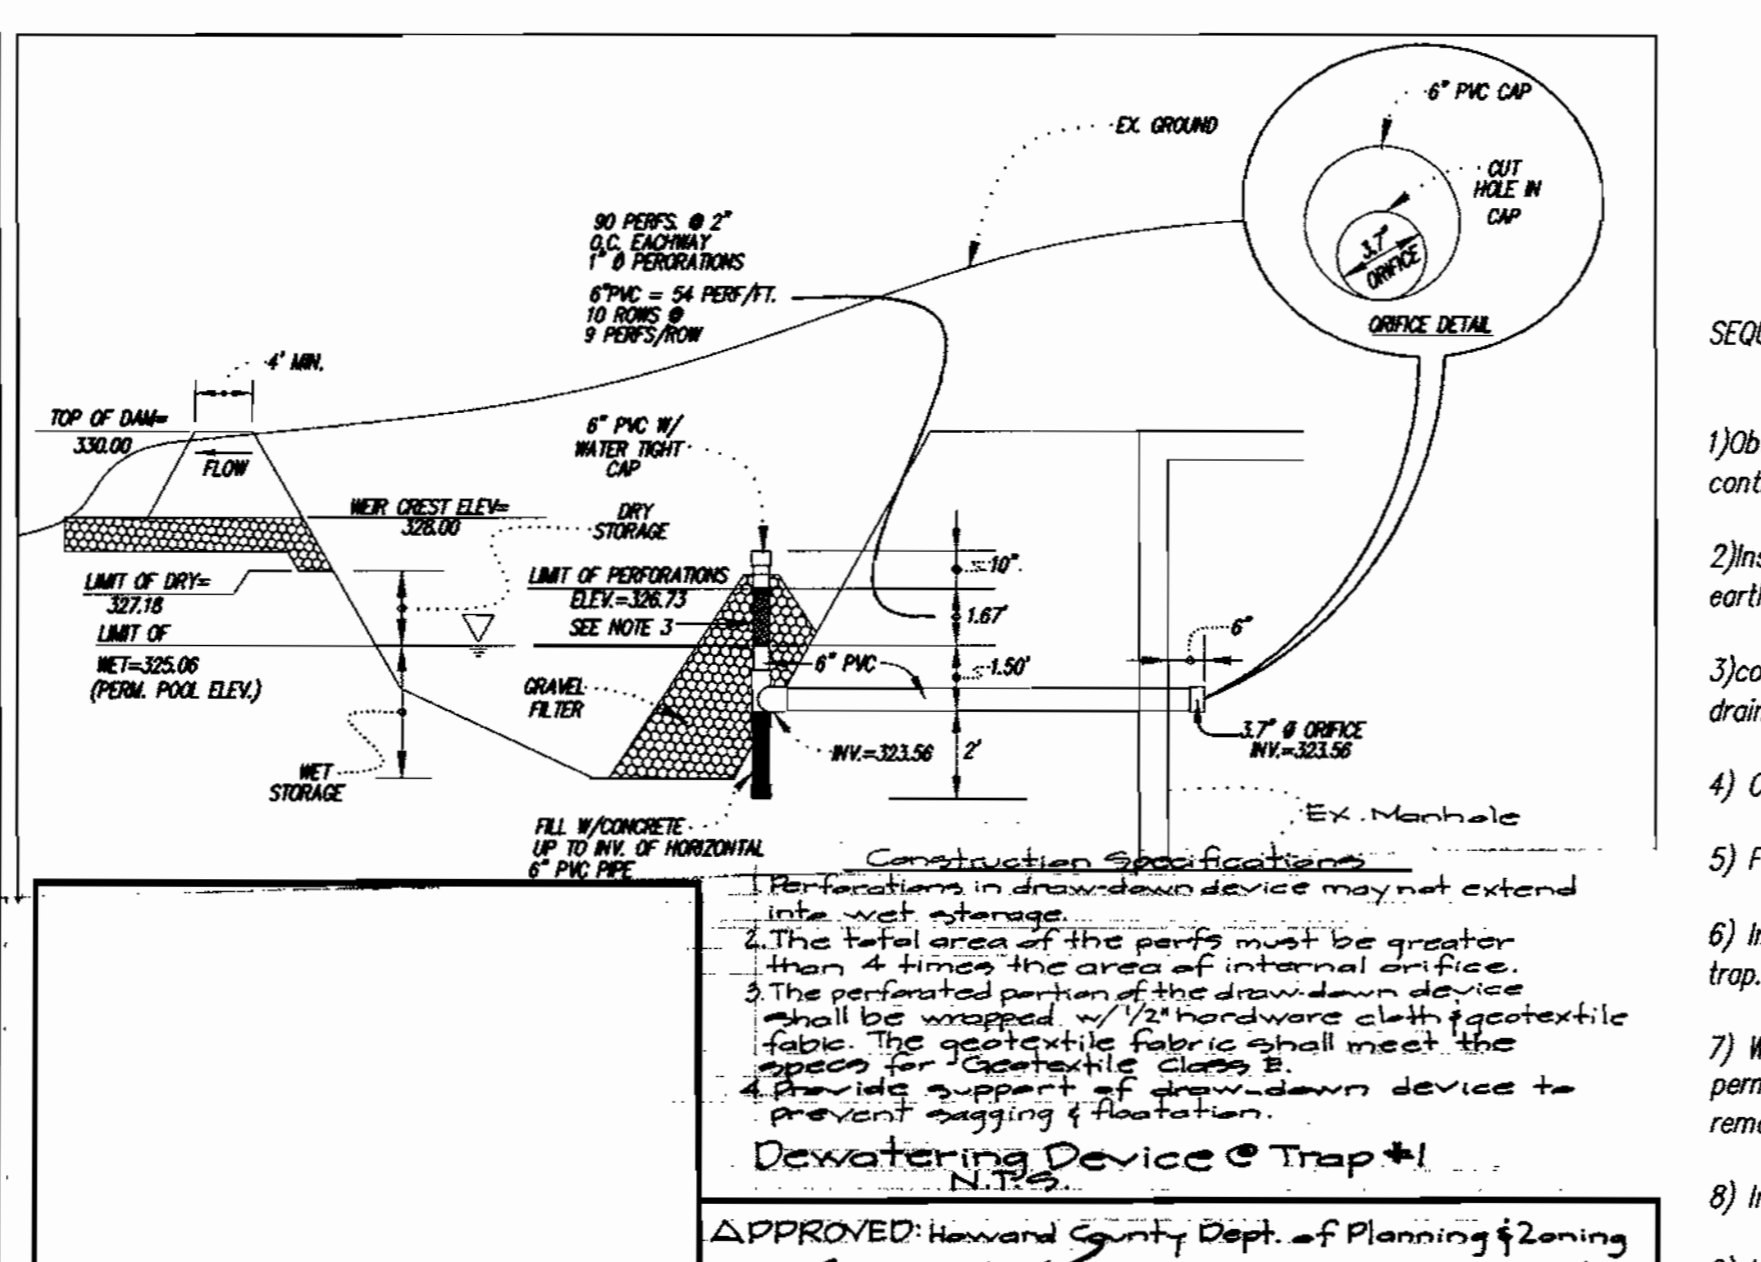 6" PVC CAP
EX. GROUND
CUT
HOLE IN
CAP
3.7"
ORIFICE
ORIFICE DETAIL
90 PERFS. @ 2"
O.C. EACHWAY
1" Ø PERORATIONS
6"PVC = 54 PERF/FT.
10 ROWS @
9 PERFS/ROW
4' MIN.
TOP OF DAM=
330.00
FLOW
6" PVC W/
WATER TIGHT
CAP
WEIR CREST ELEV=
328.00
DRY
STORAGE
LIMIT OF DRY=
327.18
LIMIT OF PERFORATIONS
ELEV.=326.73
SEE NOTE 3
10"
1.67'
LIMIT OF
WET=325.06
(PERM. POOL ELEV.)
6"
6" PVC
1.50'
GRAVEL
FILTER
INV.=323.56
2'
3.7" Ø ORIFICE
INV.=323.56
WET
STORAGE
Ex. Manhole
FILL W/CONCRETE
UP TO INV. OF HORIZONTAL
6" PVC PIPE
Construction Specifications
1. Perforations in draw-down device may not extend
into wet storage.
2. The total area of the perfs must be greater
than 4 times the area of internal orifice.
3. The perforated portion of the draw-down device
shall be wrapped w/ 1/2" hardware cloth & geotextile
fabic. The geotextile fabric shall meet the
specs for Geotextile Class E.
4. Provide support of draw-down device to
prevent sagging & floatation.
Dewatering Device @ Trap #1
N.T.S.
APPROVED: Howard County Dept. of Planning & Zoning
SEQU
1)Ob
cont
2)Ins
earth
3)co
drain
4) C
5) F
6) In
trap.
7) W
perm
remo
8) In